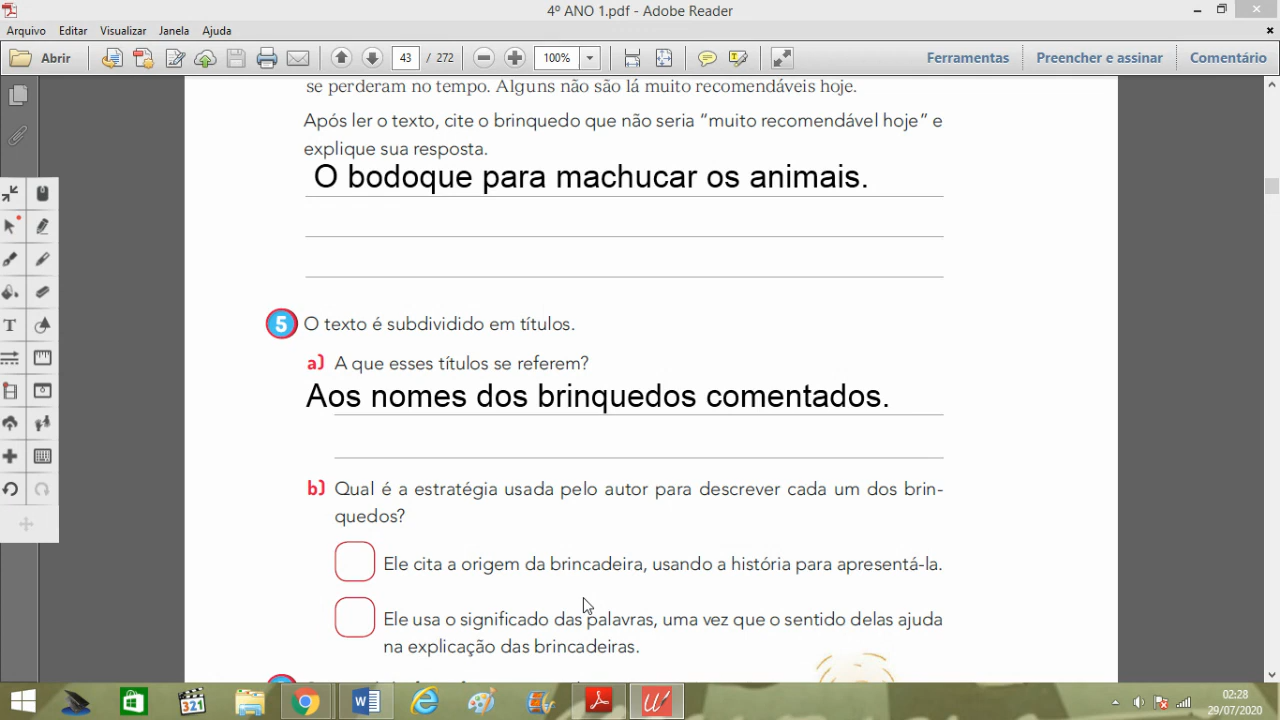 4º ANO 1.pdf - Adobe Reader
Arquivo Editar Visualizar Janela Ajuda
Abrir 43 / 272 100% Ferramentas Preencher e assinar Comentário
se perderam no tempo. Alguns não são lá muito recomendáveis hoje.
Após ler o texto, cite o brinquedo que não seria “muito recomendável hoje” e
explique sua resposta.
O bodoque para machucar os animais.
5 O texto é subdividido em títulos.
a) A que esses títulos se referem?
Aos nomes dos brinquedos comentados.
b) Qual é a estratégia usada pelo autor para descrever cada um dos brin-
quedos?
Ele cita a origem da brincadeira, usando a história para apresentá-la.
Ele usa o significado das palavras, uma vez que o sentido delas ajuda
na explicação das brincadeiras.
321
02:28
29/07/2020